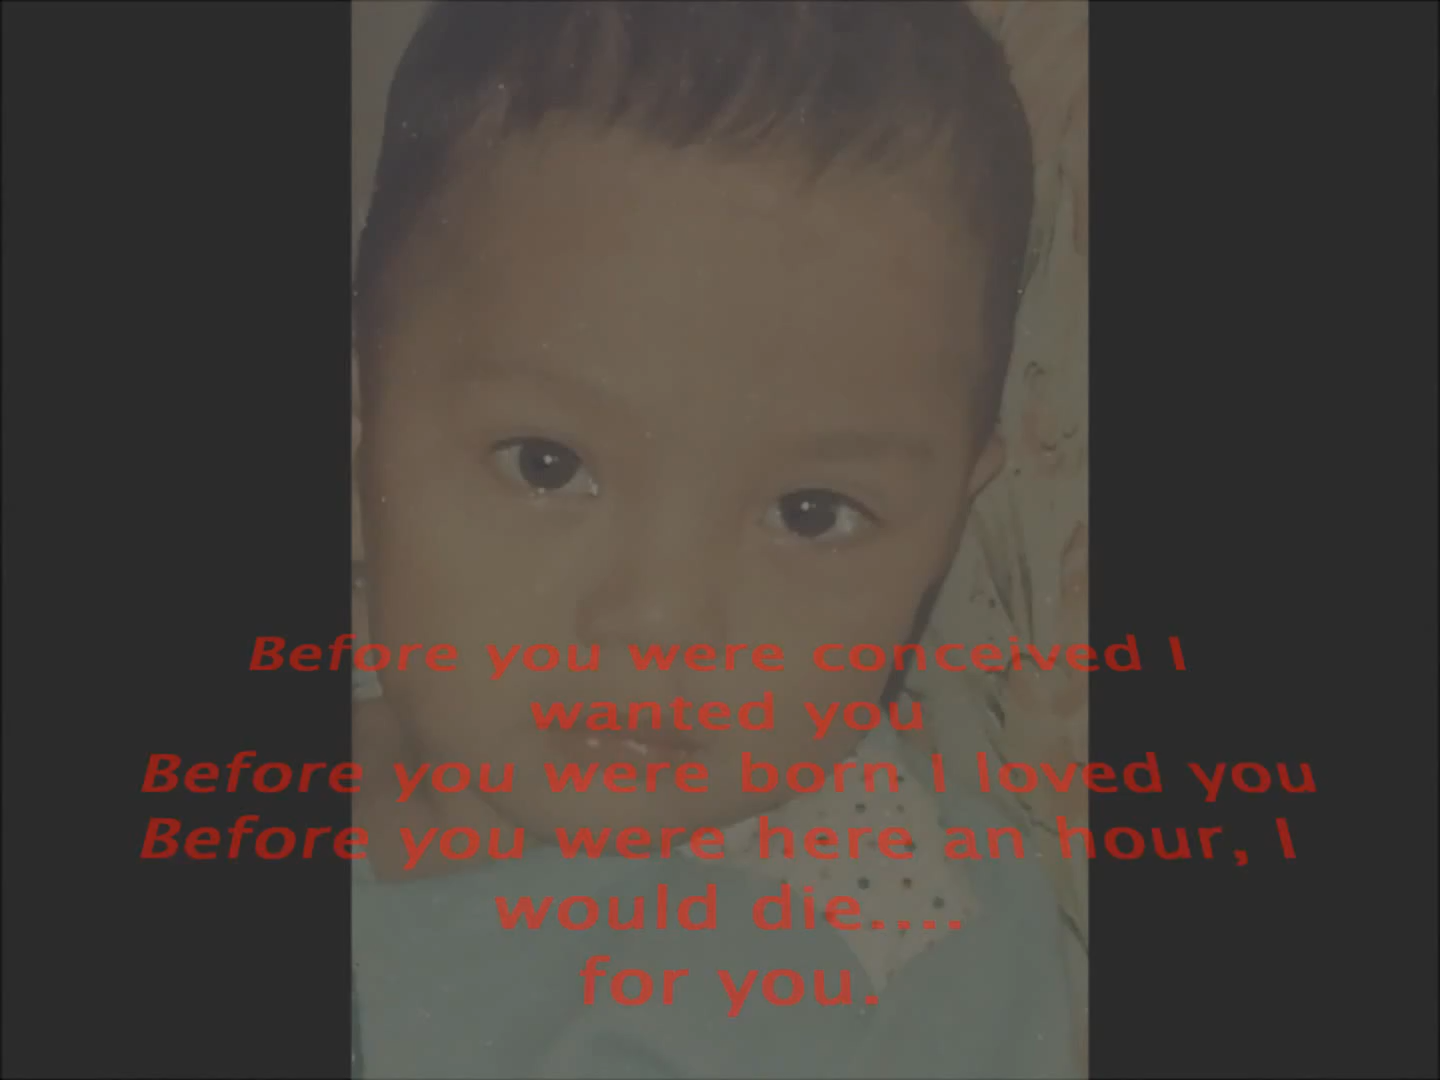 Before you were conceived I
wanted you
Before you were born I loved you
Before you were here an hour, I
would die....
for you.